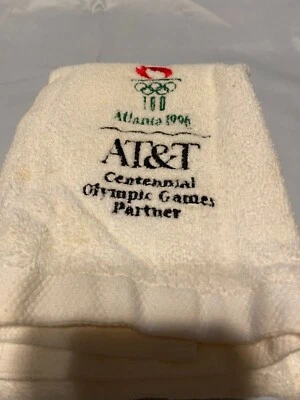 100
Atlanta 1996
AT&T
Centennial
Olympic Games
Partner